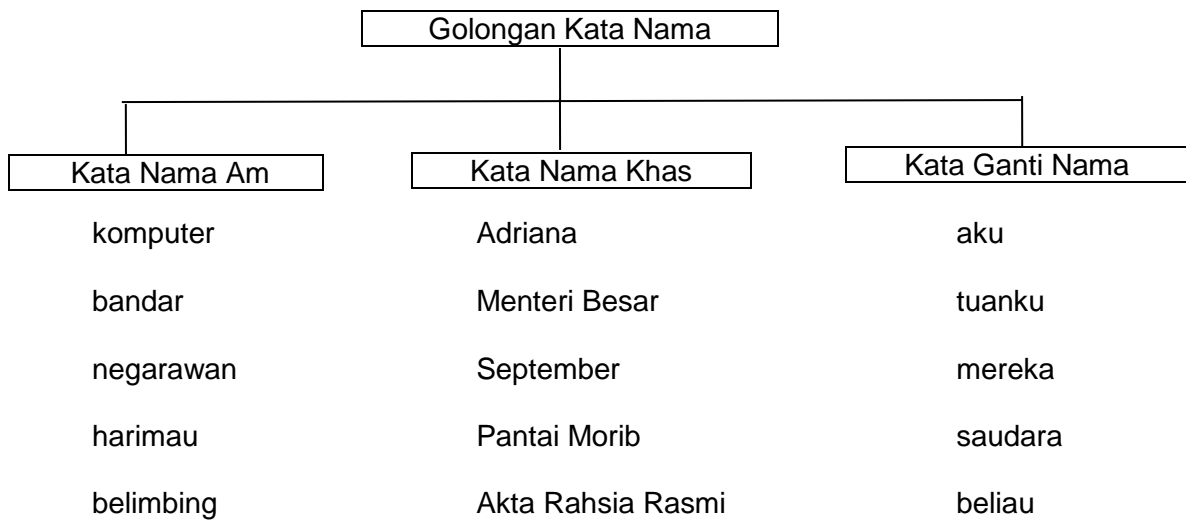 Golongan Kata Nama
Kata Nama Am Kata Nama Khas Kata Ganti Nama
komputer Adriana aku
bandar Menteri Besar tuanku
negarawan September mereka
harimau Pantai Morib saudara
belimbing Akta Rahsia Rasmi beliau